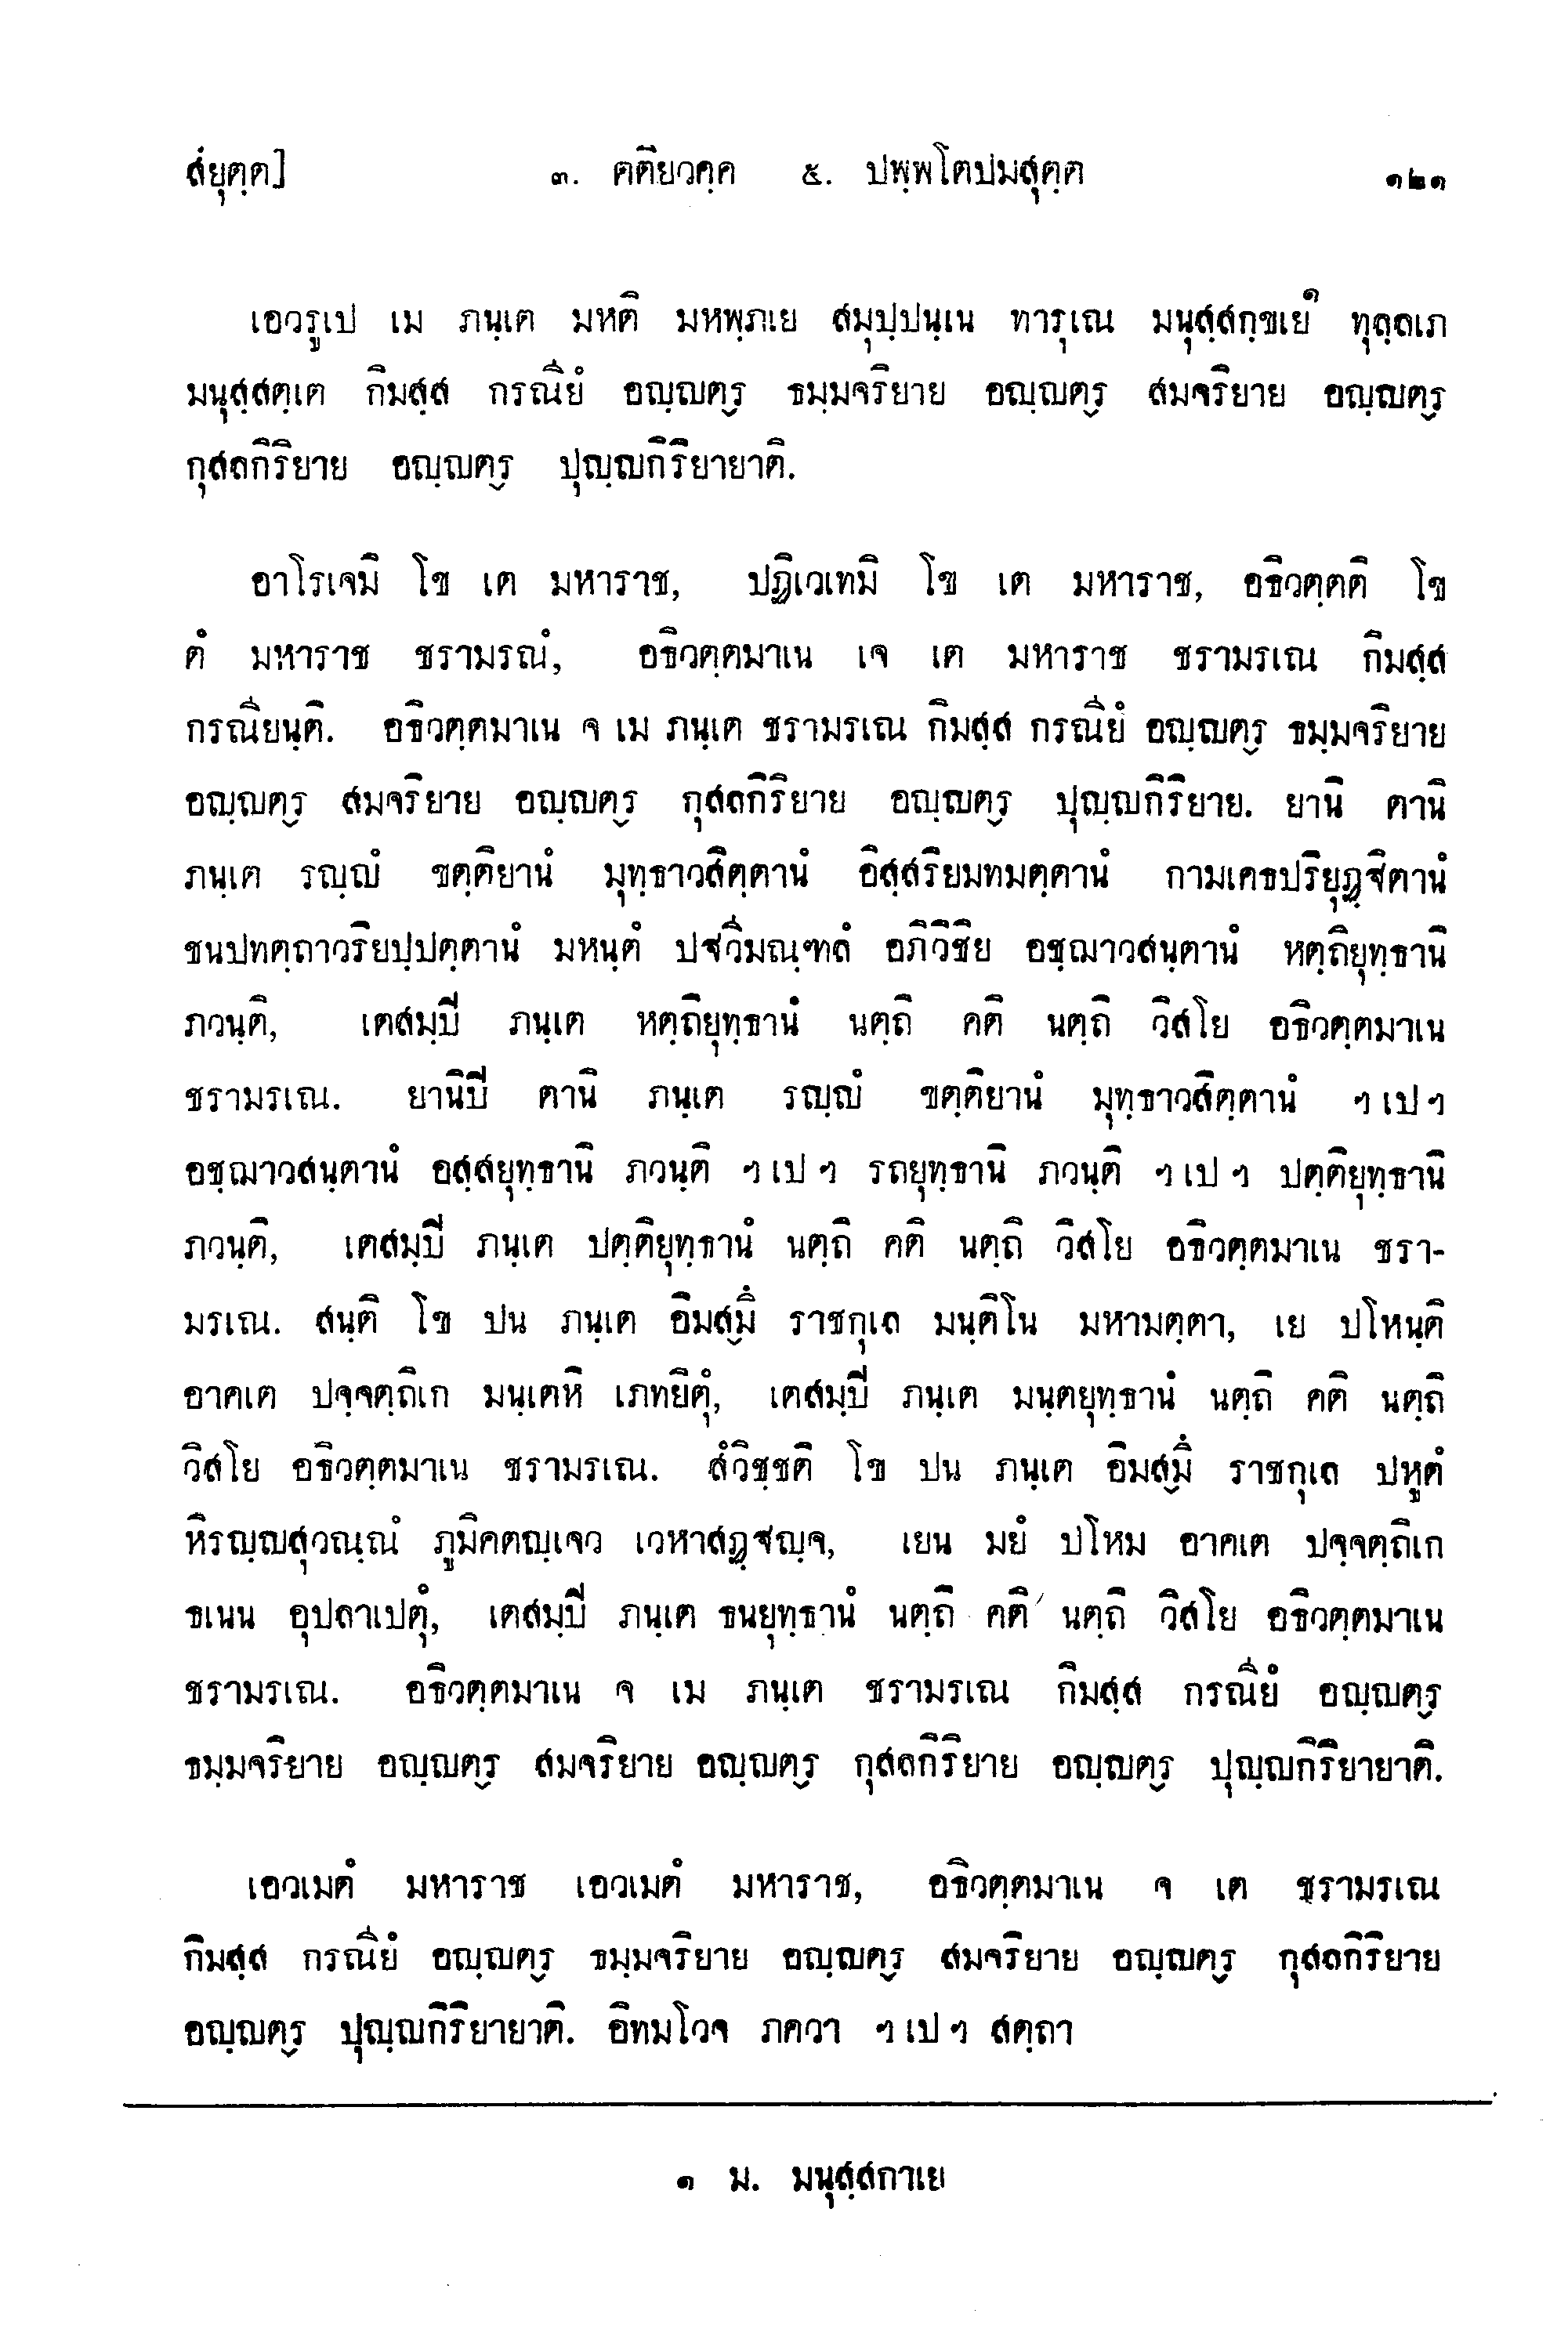 สํยุตฺต]	๓. ตติยวคฺค ๕. ปพฺพโตปมสุตฺต	๑๒๑
เอวรูเป เม ภนฺเต มหติ มหพฺภเย สมุปฺปนฺเน ทารุเณ มนุสฺสกฺขเย๑ ทุลฺลเภ
มนุสฺสตฺเต กิมสฺส กรณียํ อญฺญตฺร ธมฺมจริยาย อญฺญตฺร สมจริยาย อญฺญตฺร
กุสลกิริยาย อญฺญตฺร ปุญฺญกิริยายาติ.
อาโรเจมิ โข เต มหาราช, ปฏิเวเทมิ โข เต มหาราช, อธิวตฺตติ โข
ตํ มหาราช ชรามรณํ, อธิวตฺตมาเน เจ เต มหาราช ชรามรเณ กิมสฺส
กรณียนฺติ. อธิวตฺตมาเน จ เม ภนฺเต ชรามรเณ กิมสฺส กรณียํ อญฺญตฺร ธมฺมจริยาย
อญฺญตฺร สมจริยาย อญฺญตฺร กุสลกิริยาย อญฺญตฺร ปุญฺญกิริยาย. ยานิ ตานิ
ภนฺเต รญฺญํ ขตฺติยานํ มุทฺธาวสิตฺตานํ อิสฺสริยมทมตฺตานํ กามเคธปริยุฏฺฐิตานํ
ชนปทตฺถาวริยปฺปตฺตานํ มหนฺตํ ปฐวิมณฺฑลํ อภิวิชิย อชฺฌาวสนฺตานํ หตฺถิยุทฺธานิ
ภวนฺติ, เตสมฺปิ ภนฺเต หตฺถิยุทฺธานํ นตฺถิ คติ นตฺถิ วิสโย อธิวตฺตมาเน
ชรามรเณ. ยานิปิ ตานิ ภนฺเต รญฺญํ ขตฺติยานํ มุทฺธาวสิตฺตานํ ฯ เป ฯ
อชฺฌาวสนฺตานํ อสฺสยุทฺธานิ ภวนฺติ ฯ เป ฯ รถยุทฺธานิ ภวนฺติ ฯ เป ฯ ปตฺติยุทฺธานิ
ภวนฺติ, เตสมฺปิ ภนฺเต ปตฺติยุทฺธานํ นตฺถิ คติ นตฺถิ วิสโย อธิวตฺตมาเน ชรา-
มรเณ. สนฺติ โข ปน ภนฺเต อิมสฺมึ ราชกุเล มนฺติโน มหามตฺตา, เย ปโหนฺติ
อาคเต ปจฺจตฺถิเก มนฺเตหิ เภทยิตุํ, เตสมฺปิ ภนฺเต มนฺตยุทฺธานํ นตฺถิ คติ นตฺถิ
วิสโย อธิวตฺตมาเน ชรามรเณ. สํวิชฺชติ โข ปน ภนฺเต อิมสฺมึ ราชกุเล ปหูตํ
หิรญฺญสุวณฺณํ ภูมิคตญฺเจว เวหาสฏฺฐญฺจ, เยน มยํ ปโหม อาคเต ปจฺจตฺถิเก
ธเนน อุปลาเปตุํ, เตสมฺปิ ภนฺเต ธนยุทฺธานํ นตฺถิ คติ นตฺถิ วิสโย อธิวตฺตมาเน
ชรามรเณ. อธิวตฺตมาเน จ เม ภนฺเต ชรามรเณ กิมสฺส กรณียํ อญฺญตฺร
ธมฺมจริยาย อญฺญตฺร สมจริยาย อญฺญตฺร กุสลกิริยาย อญฺญตฺร ปุญฺญกิริยายาติ.
เอวเมตํ มหาราช เอวเมตํ มหาราช, อธิวตฺตมาเน จ เต ชรามรเณ
กิมสฺส กรณียํ อญฺญตฺร ธมฺมจริยาย อญฺญตฺร สมจริยาย อญฺญตฺร กุสลกิริยาย
อญฺญตฺร ปุญฺญกิริยายาติ. อิทมโวจ ภควา ฯ เป ฯ สตฺถา
๑ ม. มนุสฺสกาเย